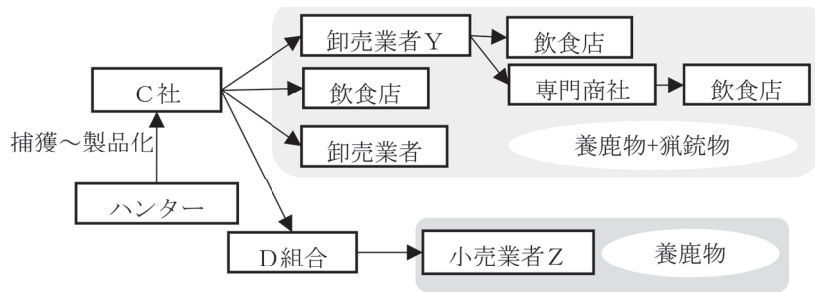 卸売業者Y
飲食店
C社
飲食店
専門商社
飲食店
捕獲～製品化
卸売業者
養鹿物+猟銃物
ハンター
D組合
小売業者Z
養鹿物